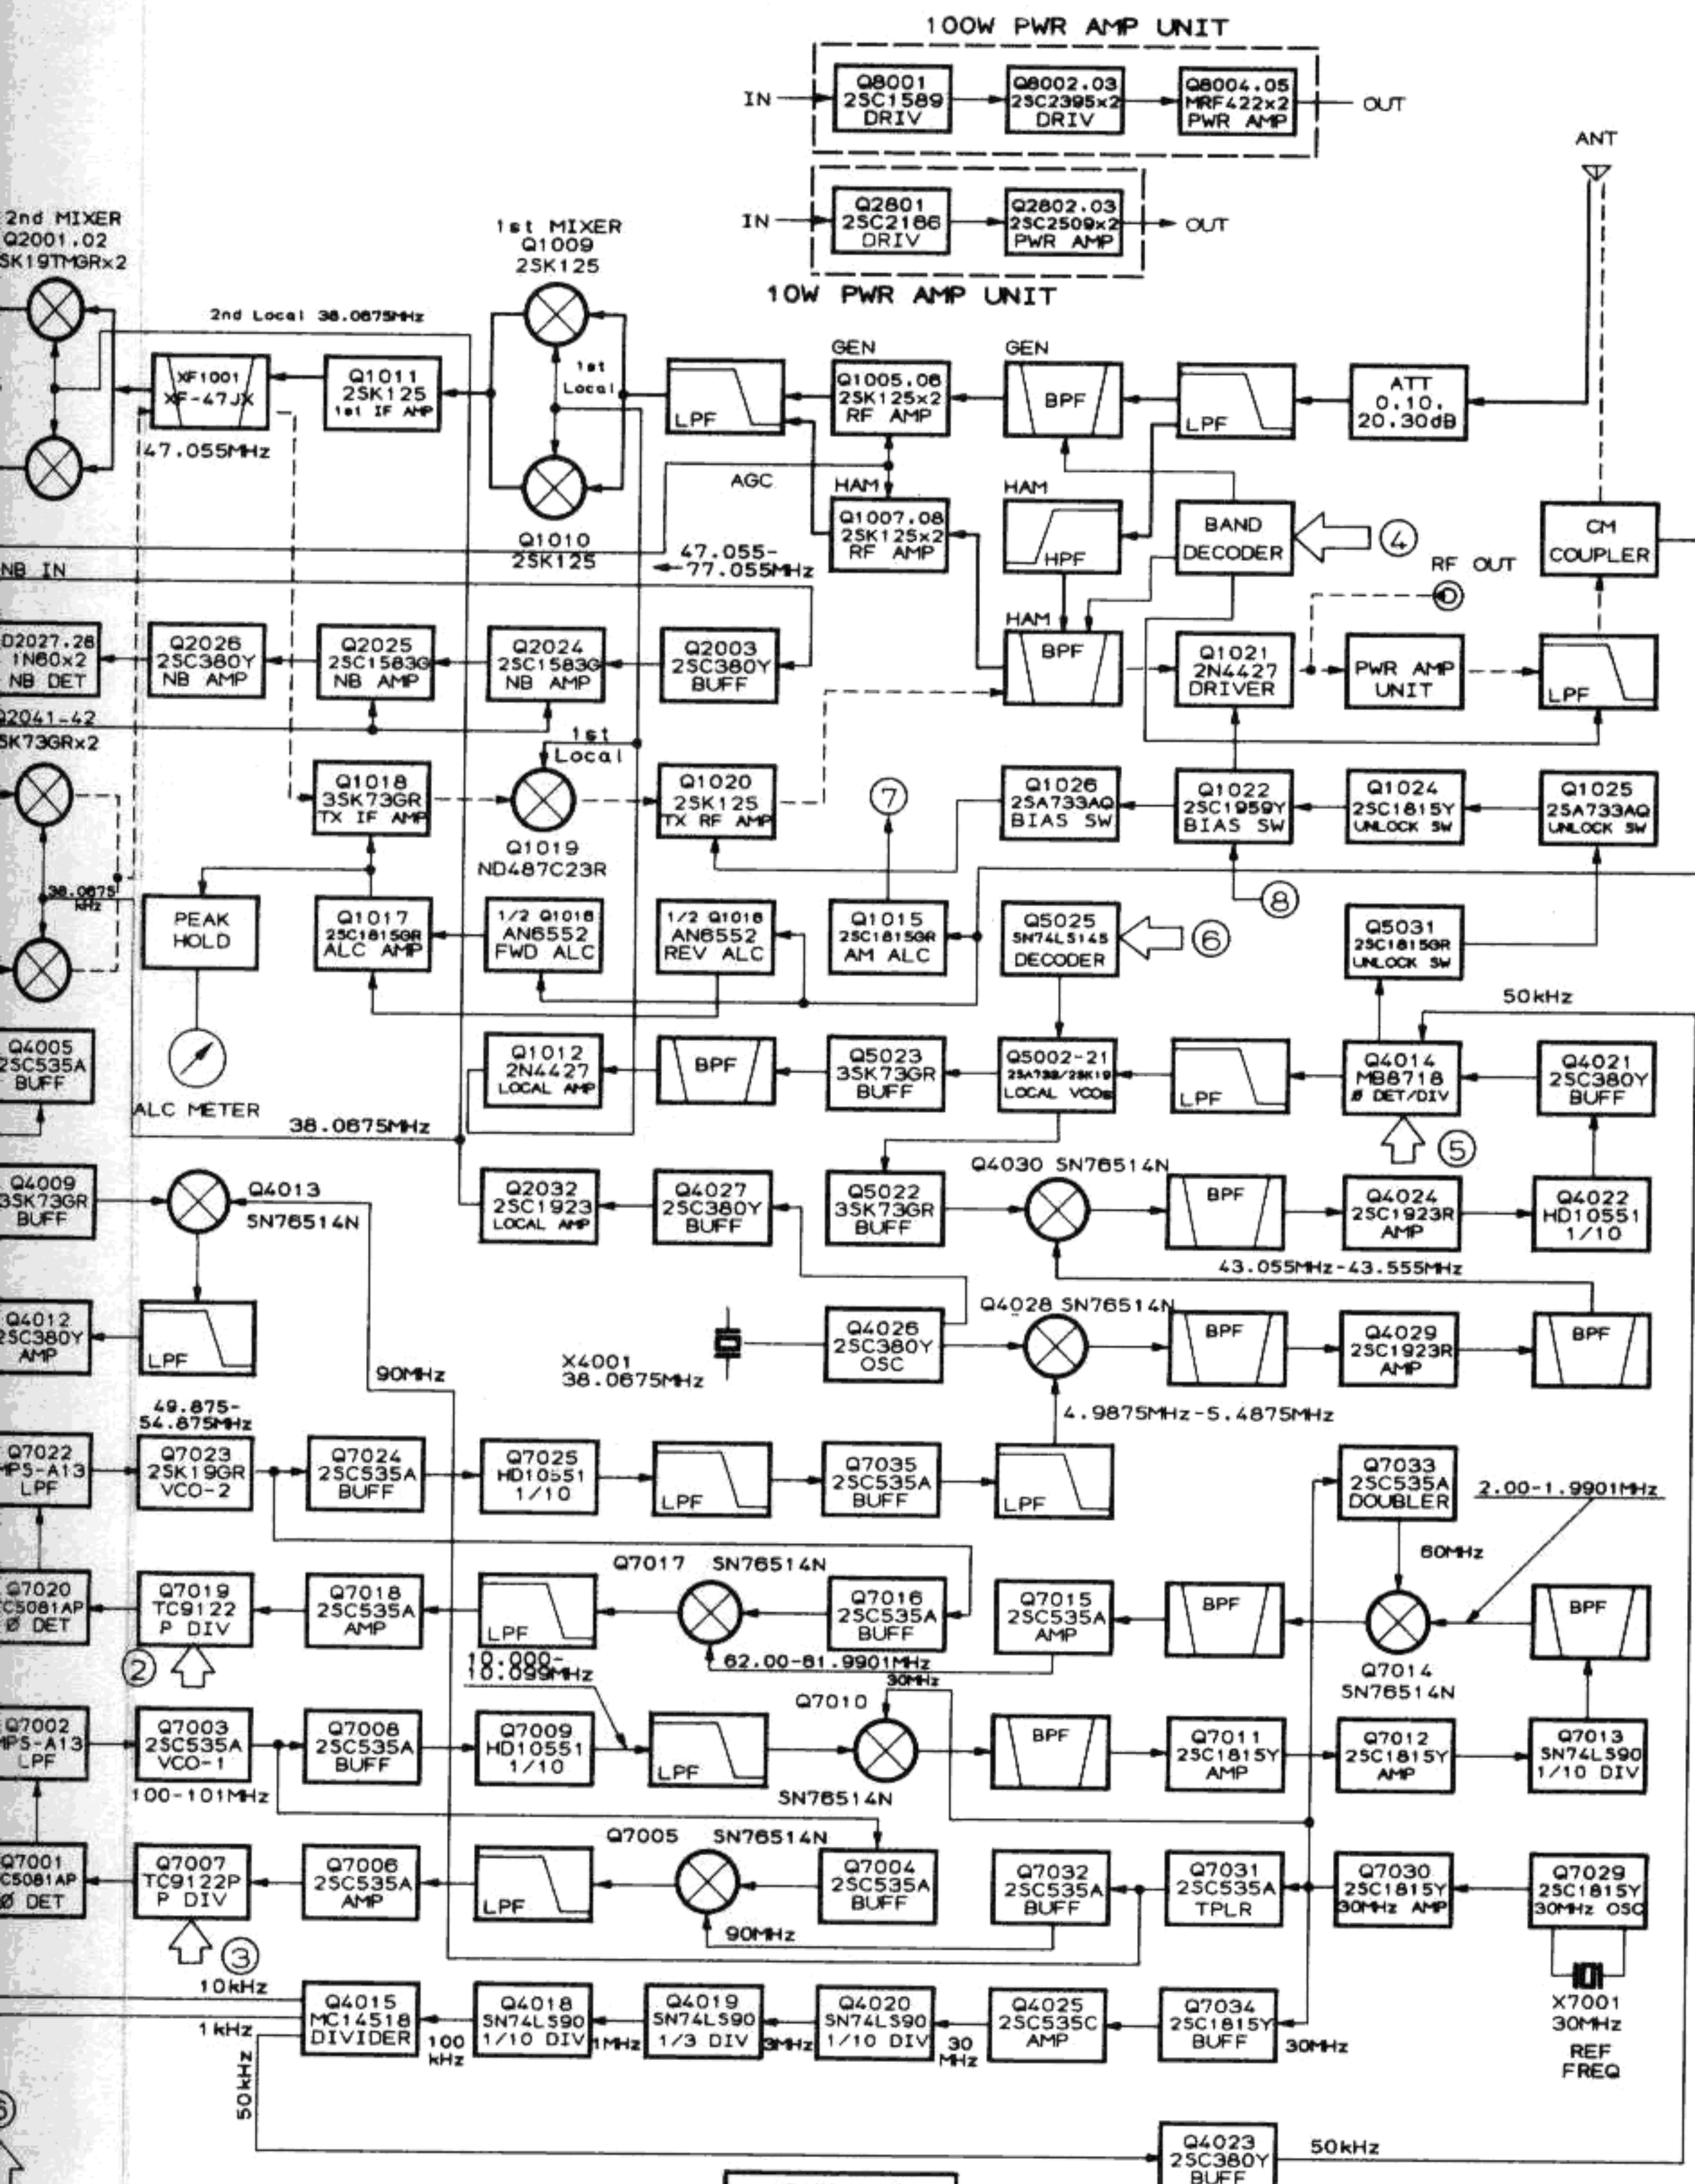 100W PWR AMP UNIT
IN
Q8001
2SC1589
DRIV
Q8002.03
2SC2395x2
DRIV
Q8004.05
MRF422x2
PWR AMP
OUT
ANT
IN
Q2801
2SC2166
DRIV
Q2802.03
2SC2509x2
PWR AMP
OUT
10W PWR AMP UNIT
2nd MIXER
Q2001.02
SK19TMGRx2
1st MIXER
Q1009
2SK125
2nd Local 38.0675MHz
XF1001
XF-47JX
47.055MHz
Q1011
2SK125
1st IF AMP
1st
Local
LPF
GEN
Q1005.06
2SK125x2
RF AMP
GEN
BPF
LPF
ATT
0.10.
20.30dB
AGC
HAM
Q1007.08
2SK125x2
RF AMP
HAM
HPF
BAND
DECODER
4
CM
COUPLER
Q1010
2SK125
47.055-
77.055MHz
RF OUT
NB IN
D2027.28
1N60x2
NB DET
Q2026
2SC380Y
NB AMP
Q2025
2SC1583G
NB AMP
Q2024
2SC1583G
NB AMP
Q2003
2SC380Y
BUFF
HAM
BPF
Q1021
2N4427
DRIVER
PWR AMP
UNIT
LPF
Q2041-42
SK73GRx2
1st
Local
Q1018
3SK73GR
TX IF AMP
Q1019
ND487C23R
Q1020
2SK125
TX RF AMP
7
Q1026
2SA733AQ
BIAS SW
Q1022
2SC1959Y
BIAS SW
Q1024
2SC1815Y
UNLOCK SW
Q1025
2SA733AQ
UNLOCK SW
38.0675
kHz
8
PEAK
HOLD
Q1017
2SC1815GR
ALC AMP
1/2 Q1016
AN6552
FWD ALC
1/2 Q1016
AN6552
REV ALC
Q1015
2SC1815GR
AM ALC
Q5025
SN74LS145
DECODER
6
Q5031
2SC1815GR
UNLOCK SW
50kHz
Q4005
2SC535A
BUFF
ALC METER
Q1012
2N4427
LOCAL AMP
BPF
Q5023
3SK73GR
BUFF
Q5002-21
2SA733/2SK19
LOCAL VCOs
LPF
Q4014
MB8718
Ø DET/DIV
Q4021
2SC380Y
BUFF
38.0675MHz
5
Q4009
3SK73GR
BUFF
Q4013
SN76514N
Q2032
2SC1923
LOCAL AMP
Q4027
2SC380Y
BUFF
Q5022
3SK73GR
BUFF
Q4030 SN76514N
BPF
Q4024
2SC1923R
AMP
Q4022
HD10551
1/10
43.055MHz-43.555MHz
Q4012
2SC380Y
AMP
LPF
90MHz
X4001
38.0675MHz
Q4026
2SC380Y
OSC
Q4028 SN76514N
BPF
Q4029
2SC1923R
AMP
BPF
4.9875MHz-5.4875MHz
49.875-
54.875MHz
Q7022
MPS-A13
LPF
Q7023
2SK19GR
VCO-2
Q7024
2SC535A
BUFF
Q7025
HD10551
1/10
LPF
Q7035
2SC535A
BUFF
LPF
Q7033
2SC535A
DOUBLER
2.00-1.9901MHz
60MHz
Q7020
C5081AP
Ø DET
Q7019
TC9122
P DIV
2
Q7018
2SC535A
AMP
LPF
Q7017 SN76514N
Q7016
2SC535A
BUFF
Q7015
2SC535A
AMP
BPF
Q7014
SN76514N
BPF
62.00-61.9901MHz
10.000-
10.099MHz
30MHz
Q7002
MPS-A13
LPF
Q7003
2SC535A
VCO-1
100-101MHz
Q7008
2SC535A
BUFF
Q7009
HD10551
1/10
LPF
Q7010
SN76514N
BPF
Q7011
2SC1815Y
AMP
Q7012
2SC1815Y
AMP
Q7013
SN74LS90
1/10 DIV
Q7001
C5081AP
Ø DET
Q7007
TC9122P
P DIV
3
Q7006
2SC535A
AMP
LPF
Q7005 SN76514N
Q7004
2SC535A
BUFF
90MHz
Q7032
2SC535A
BUFF
Q7031
2SC535A
TPLR
Q7030
2SC1815Y
30MHz AMP
Q7029
2SC1815Y
30MHz OSC
X7001
30MHz
REF
FREQ
10kHz
1kHz
50kHz
Q4015
MC14518
DIVIDER
100
kHz
Q4018
SN74LS90
1/10 DIV
1MHz
Q4019
SN74LS90
1/3 DIV
3MHz
Q4020
SN74LS90
1/10 DIV
30
MHz
Q4025
2SC535C
AMP
Q7034
2SC1815Y
BUFF
30MHz
Q4023
2SC380Y
BUFF
50kHz